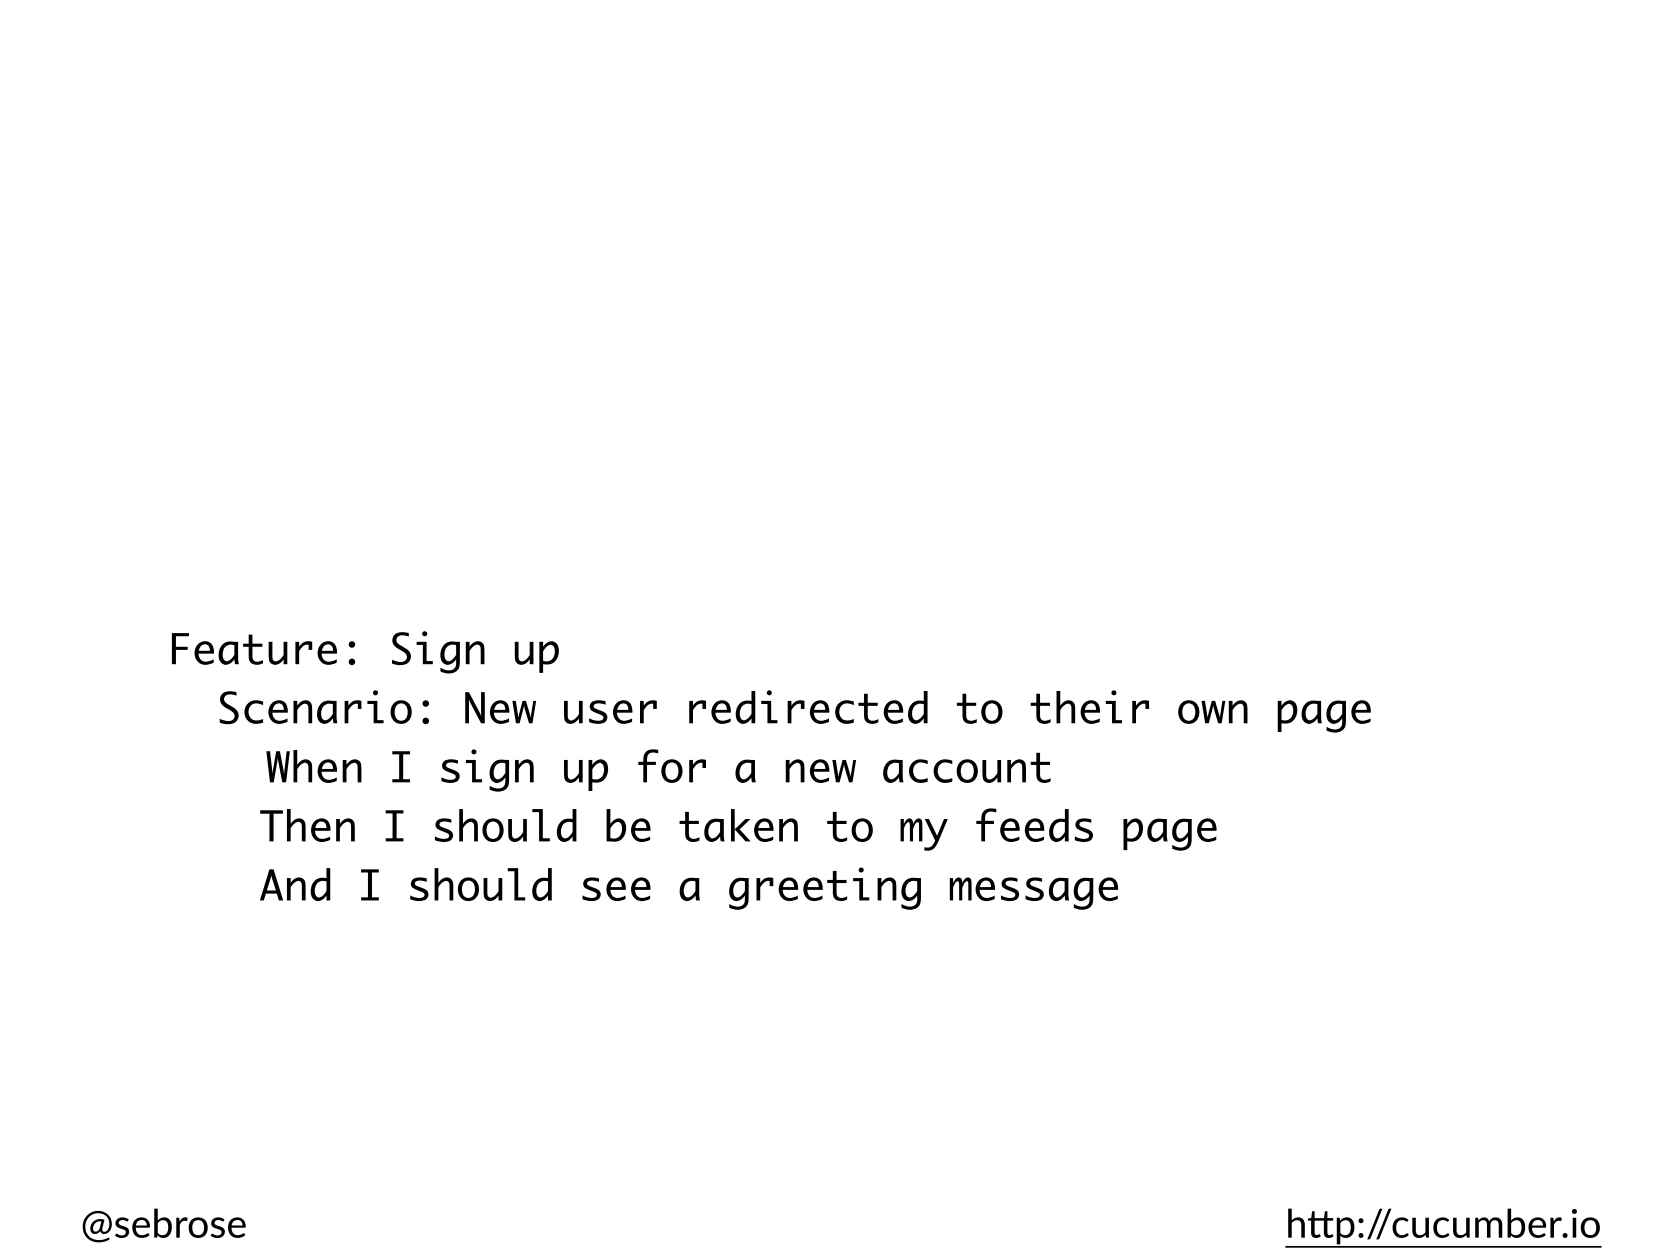 Feature: Sign up
Scenario: New user redirected to their own page
When I sign up for a new account
Then I should be taken to my feeds page
And I should see a greeting message
@sebrose
http://cucumber.io